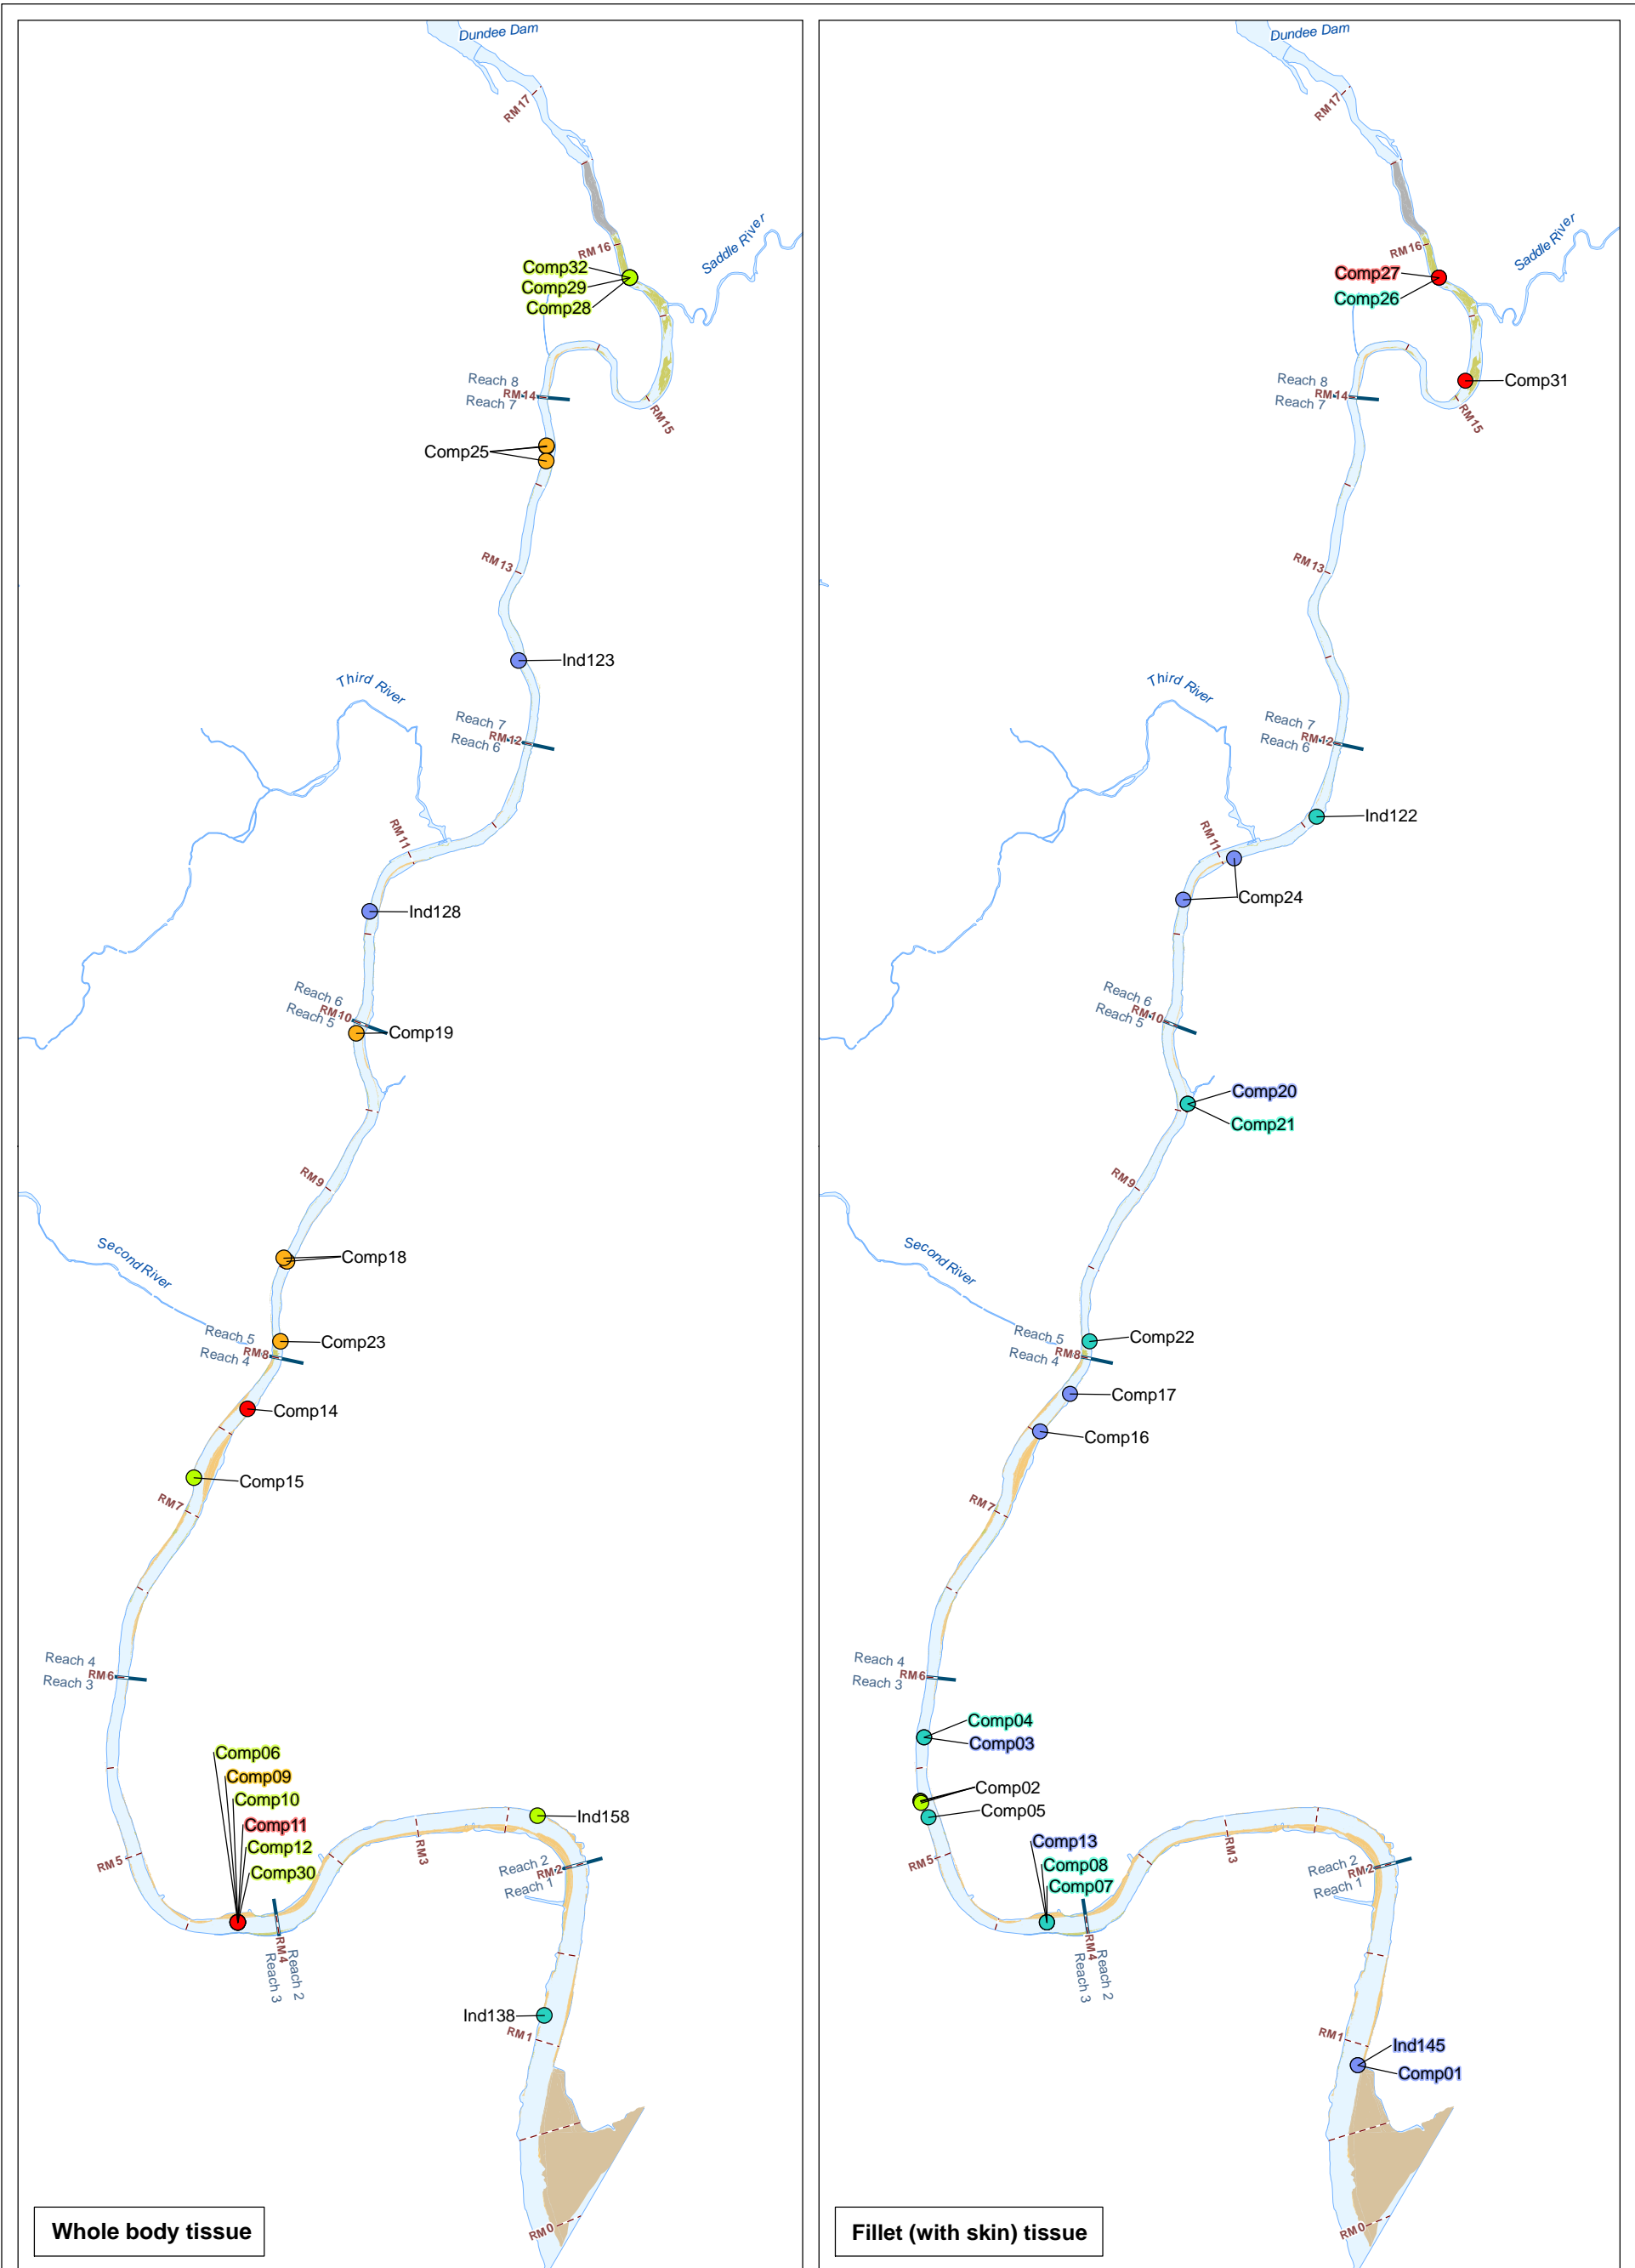 Dundee Dam
RM17
RM16
Saddle River
Comp32
Comp29
Comp28
Reach 8
RM14
Reach 7
RM15
Comp25
RM13
Ind123
Third River
Reach 7
RM12
Reach 6
RM11
Ind128
Reach 6
RM10
Reach 5
Comp19
RM9
Second River
Comp18
Reach 5
RM8
Reach 4
Comp23
Comp14
Comp15
RM7
Reach 4
RM6
Reach 3
Comp06
Comp09
Comp10
Comp11
Comp12
Comp30
Ind158
RM5
RM3
Reach 2
RM2
Reach 1
RM4
Reach 2
Reach 3
Ind138
RM1
RM0
Whole body tissue
Dundee Dam
RM17
RM16
Saddle River
Comp27
Comp26
Comp31
Reach 8
RM14
Reach 7
RM15
RM13
Third River
Reach 7
RM12
Reach 6
Ind122
RM11
Comp24
Reach 6
RM10
Reach 5
Comp20
Comp21
RM9
Second River
Reach 5
RM8
Reach 4
Comp22
Comp17
Comp16
RM7
Reach 4
RM6
Reach 3
Comp04
Comp03
Comp02
Comp05
Comp13
Comp08
Comp07
RM5
RM3
Reach 2
RM2
Reach 1
RM4
Reach 2
Reach 3
RM1
Ind145
Comp01
RM0
Fillet (with skin) tissue